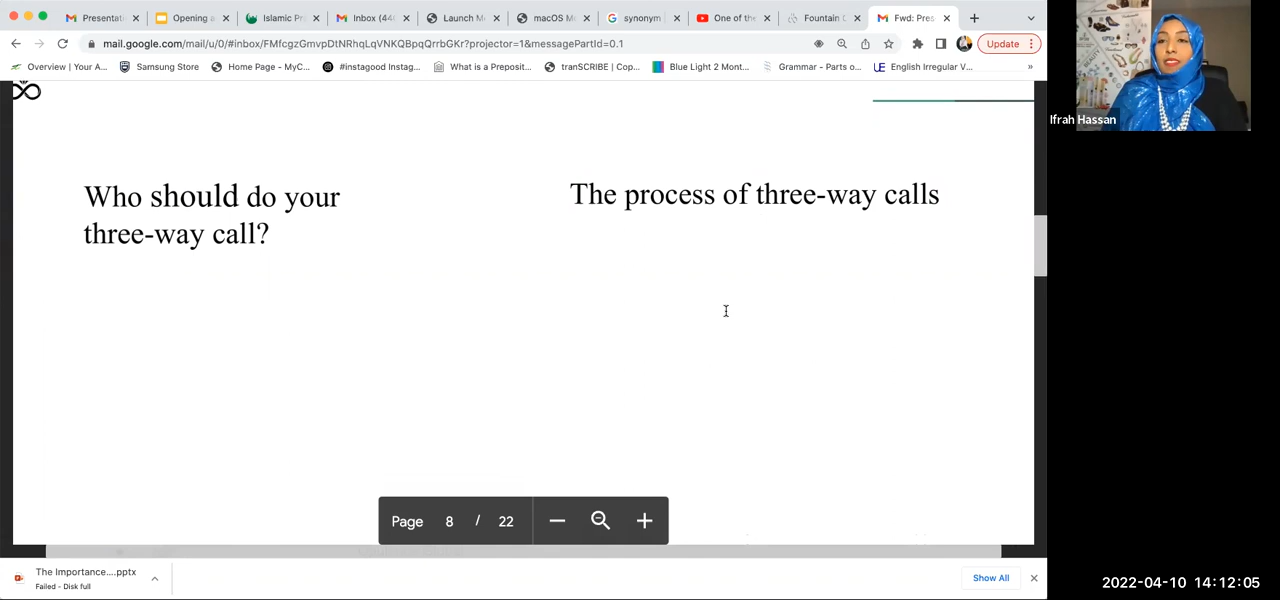 Presentat
Opening a
Islamic Pr
Inbox (44
Launch M
macOS M
synonym
One of the
Fountain
Fwd: Pres
mail.google.com/mail/u/0/#inbox/FMfcgzGmvpDtNRhqLqVNKQBpqQrrbGKr?projector=1&messagePartId=0.1
Update
Overview | Your A...
Samsung Store
Home Page - MyC...
#instagood Instag...
What is a Preposit...
tranSCRIBE | Cop...
Blue Light 2 Mont...
Grammar - Parts o...
UE English Irregular V...
»
Ifrah Hassan
Who should do your
three-way call?
The process of three-way calls
Page 8 / 22
The Importance....pptx
Failed - Disk full
Show All
2022-04-10 14:12:05